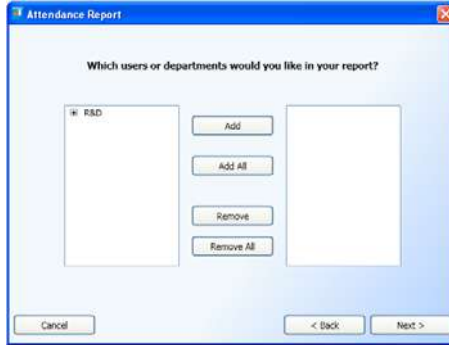 Attendance Report
Which users or departments would you like in your report?
R&D
Add
Add All
Remove
Remove All
Cancel
< Back
Next >